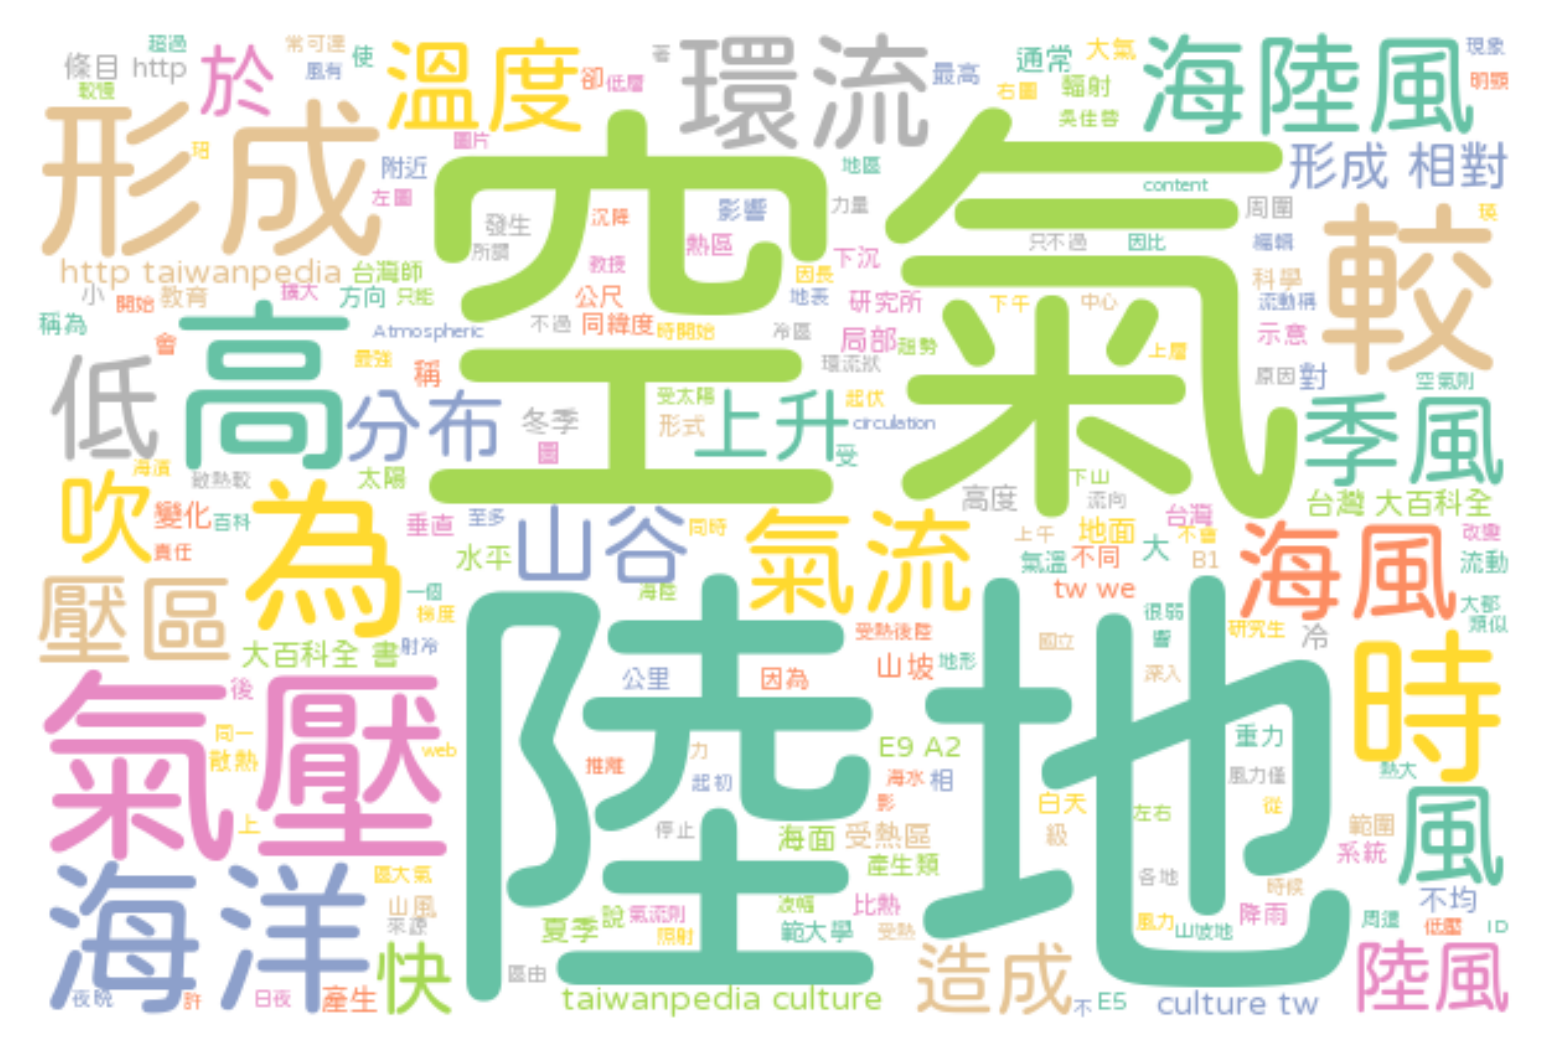 條目 http
超過
較慢
於
常可達
風有
使
溫度
卻
低層
著
環流
最高
右圖
通常
大氣
輻射
吳佳蓉
海陸風
現象
明顯
形成
珆
圖片
附近
左圖
空氣
地區
力量
content
形成 相對
周圍
瑛
較
發生
所謂
沉降
影響
熱區
教授
下沉
因長
只不過
因比
編輯
科學
流動稱
http taiwanpedia
台灣師
小
開始
教育
擴大
方向
只能
稱為
會
高
Atmospheric
公尺
不過
同緯度
時開始
地表
冷區
研究所
局部
趨勢
下午
中心
上層
示意
環流狀
原因
對
空氣則
低
最強
稱
分布
冬季
圖
受太陽
形式
上升
起伏
circulation
受
季風
海濱
散熱較
太陽
下山
高度
流向
台灣
台灣 大百科全
吹
變化
百科
責任
為
垂直
至多
水平
山谷
同時
氣流
上午
地面
不會
氣溫
不同
大
B1
海風
改變
流動
壓區
一個
梯度
大百科全 書
射冷
海陸
陸地
受熱後陸
tw we
很弱
響
研究生
冷
大都
類似
氣壓
後
同一
散熱
web
上
公里
因為
山坡
地形
國立
深入
時
推離
力
起初
E9 A2
海水
相
影
白天
級
重力
風力僅
從
左右
熱大
範圍
系統
風
停止
海面
受熱區
產生類
各地
時候
海洋
區大氣
山風
來源
快
夏季
說
氣流則
照射
波幅
範大學
比熱
受熱
風力
山坡地
降雨
不均
周遭
低壓
ID
夜晚
許
日夜
產生
區由
taiwanpedia culture
造成
不
E5
culture tw
陸風